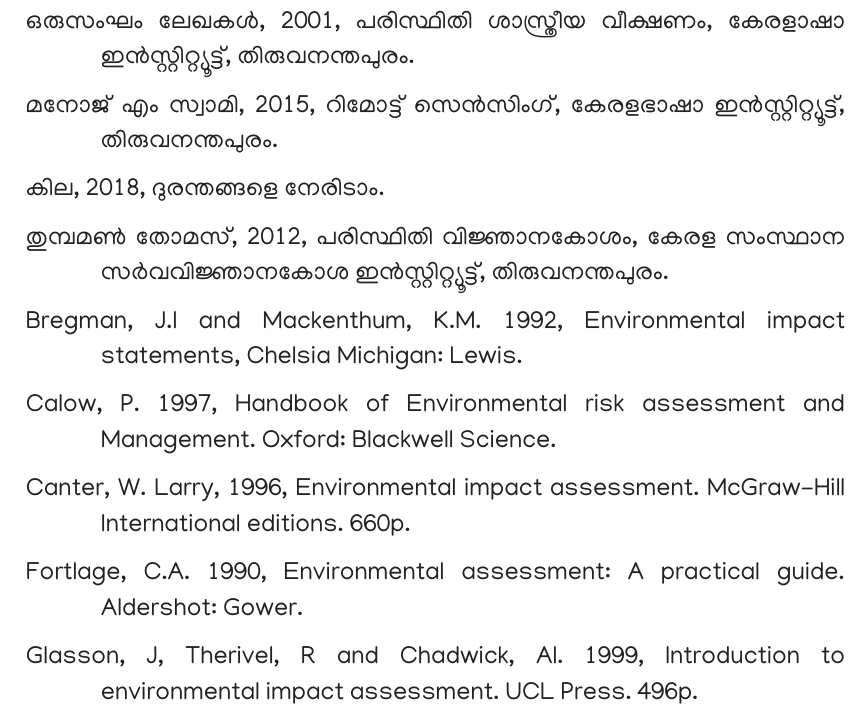 ഒരുസംഘം ലേഖകൾ, 2001, പരിസ്ഥിതി ശാസ്ത്രീയ വീക്ഷണം, കേരളാഷാ
ഇൻസ്റ്റിറ്റ്യൂട്ട്, തിരുവനന്തപുരം.
മനോജ് എം സ്വാമി, 2015, റിമോട്ട് സെൻസിംഗ്, കേരളഭാഷാ ഇൻസ്റ്റിറ്റ്യൂട്ട്,
തിരുവനന്തപുരം.
കില, 2018, ദുരന്തങ്ങളെ നേരിടാം.
തുമ്പമൺ തോമസ്, 2012, പരിസ്ഥിതി വിജ്ഞാനകോശം, കേരള സംസ്ഥാന
സർവവിജ്ഞാനകോശ ഇൻസ്റ്റിറ്റ്യൂട്ട്, തിരുവനന്തപുരം.
Bregman, J.I and Mackenthum, K.M. 1992, Environmental impact
statements, Chelsia Michigan: Lewis.
Calow, P. 1997, Handbook of Environmental risk assessment and
Management. Oxford: Blackwell Science.
Canter, W. Larry, 1996, Environmental impact assessment. McGraw-Hill
International editions. 660p.
Fortlage, C.A. 1990, Environmental assessment: A practical guide.
Aldershot: Gower.
Glasson, J, Therivel, R and Chadwick, Al. 1999, Introduction to
environmental impact assessment. UCL Press. 496p.